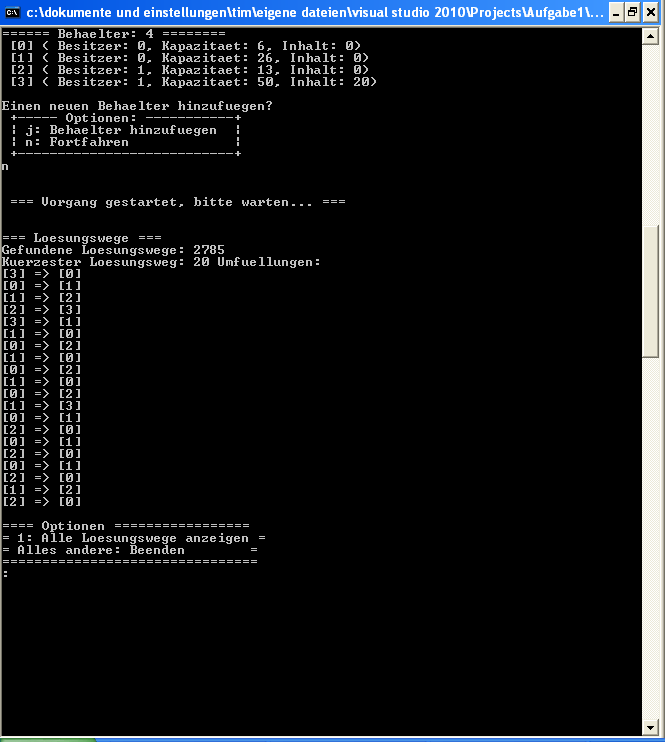 c:\dokumente und einstellungen\tim\eigene dateien\visual studio 2010\Projects\Aufgabe1\...
====== Behaelter: 4 ========
[0] ( Besitzer: 0, Kapazitaet: 6, Inhalt: 0)
[1] ( Besitzer: 0, Kapazitaet: 26, Inhalt: 0)
[2] ( Besitzer: 1, Kapazitaet: 13, Inhalt: 0)
[3] ( Besitzer: 1, Kapazitaet: 50, Inhalt: 20)
Einen neuen Behaelter hinzufuegen?
+----- Optionen: -----------+
¦ j: Behaelter hinzufuegen  ¦
¦ n: Fortfahren             ¦
+---------------------------+
n
=== Vorgang gestartet, bitte warten... ===
=== Loesungswege ===
Gefundene Loesungswege: 2785
Kuerzester Loesungsweg: 20 Umfuellungen:
[3] => [0]
[0] => [1]
[1] => [2]
[2] => [3]
[3] => [1]
[1] => [0]
[0] => [2]
[1] => [0]
[0] => [2]
[1] => [0]
[0] => [2]
[1] => [3]
[0] => [1]
[2] => [0]
[0] => [1]
[2] => [0]
[0] => [1]
[2] => [0]
[1] => [2]
[2] => [0]
==== Optionen =================
= 1: Alle Loesungswege anzeigen =
= Alles andere: Beenden        =
================================
: